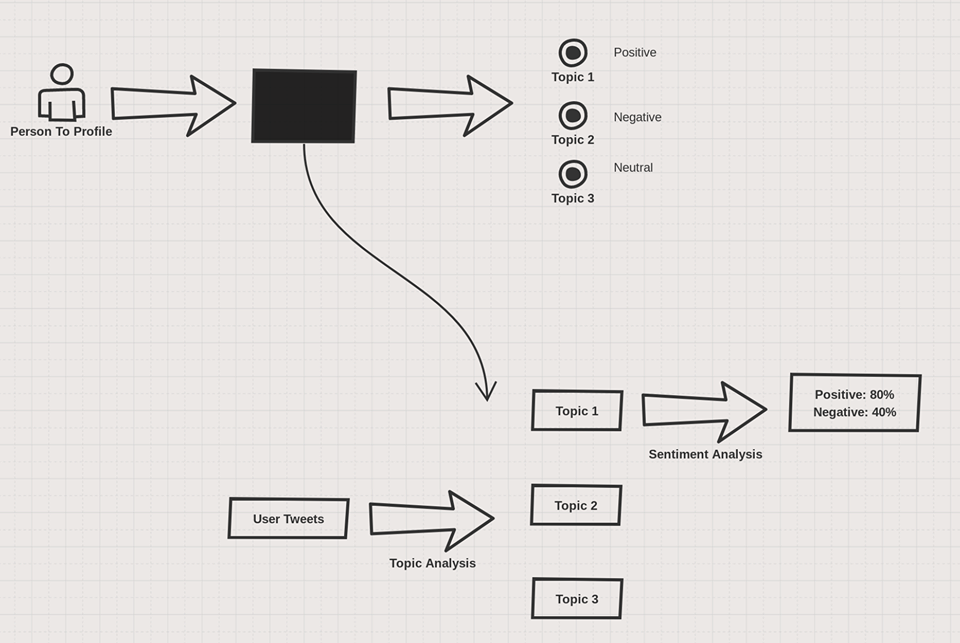 Person To Profile
Positive
Topic 1
Negative
Topic 2
Neutral
Topic 3
Topic 1
Positive: 80%
Negative: 40%
Sentiment Analysis
Topic 2
User Tweets
Topic Analysis
Topic 3